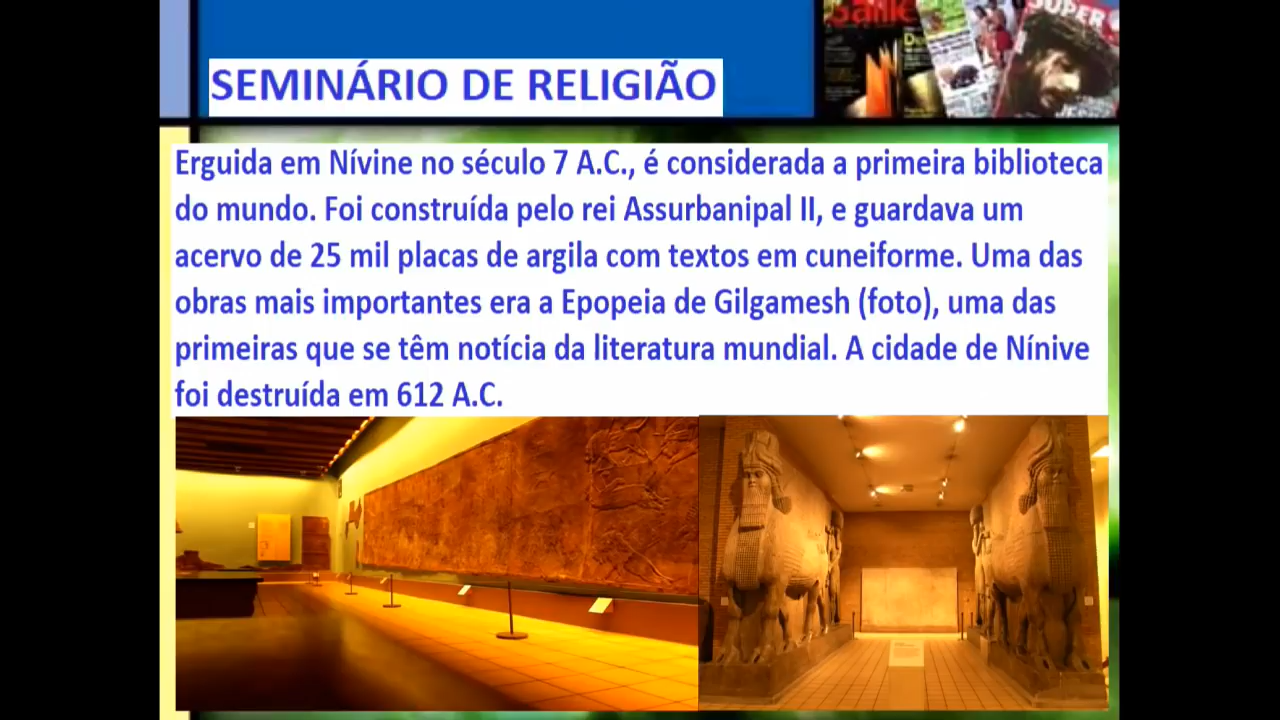 Saúde
SUPER
SEMINÁRIO DE RELIGIÃO
Erguida em Nívine no século 7 A.C., é considerada a primeira biblioteca
do mundo. Foi construída pelo rei Assurbanipal II, e guardava um
acervo de 25 mil placas de argila com textos em cuneiforme. Uma das
obras mais importantes era a Epopeia de Gilgamesh (foto), uma das
primeiras que se têm notícia da literatura mundial. A cidade de Nínive
foi destruída em 612 A.C.